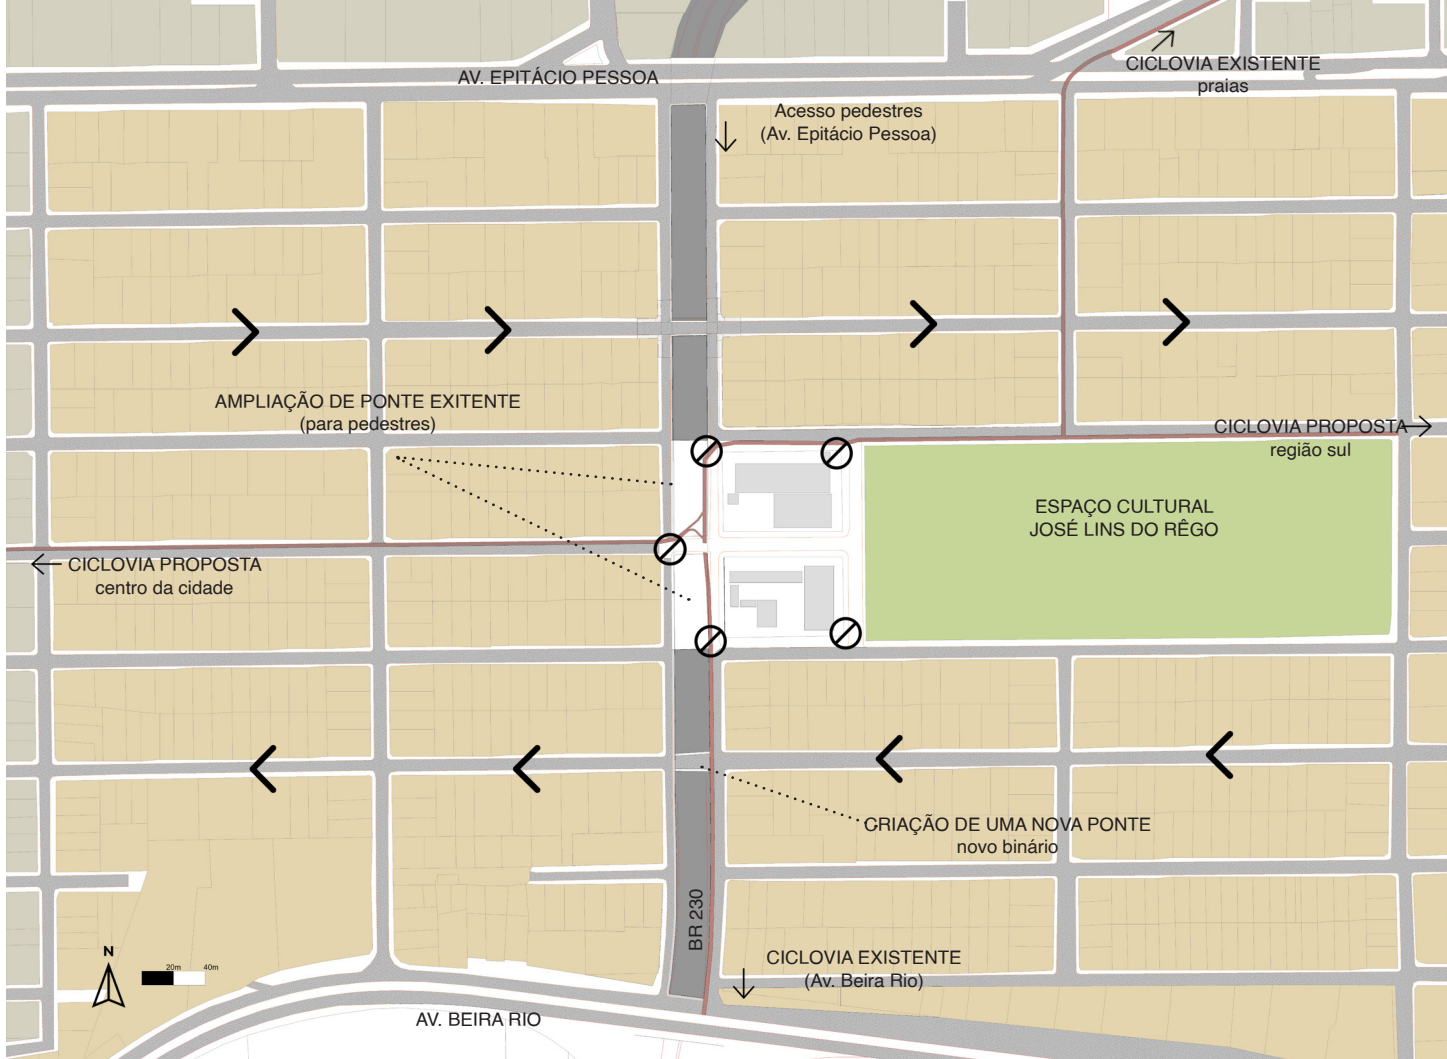 AV. EPITÁCIO PESSOA
CICLOVIA EXISTENTE
praias
Acesso pedestres
(Av. Epitácio Pessoa)
AMPLIAÇÃO DE PONTE EXITENTE
(para pedestres)
CICLOVIA PROPOSTA
região sul
ESPAÇO CULTURAL
JOSÉ LINS DO RÊGO
CICLOVIA PROPOSTA
centro da cidade
CRIAÇÃO DE UMA NOVA PONTE
novo binário
BR 230
CICLOVIA EXISTENTE
(Av. Beira Rio)
N
20m 40m
AV. BEIRA RIO